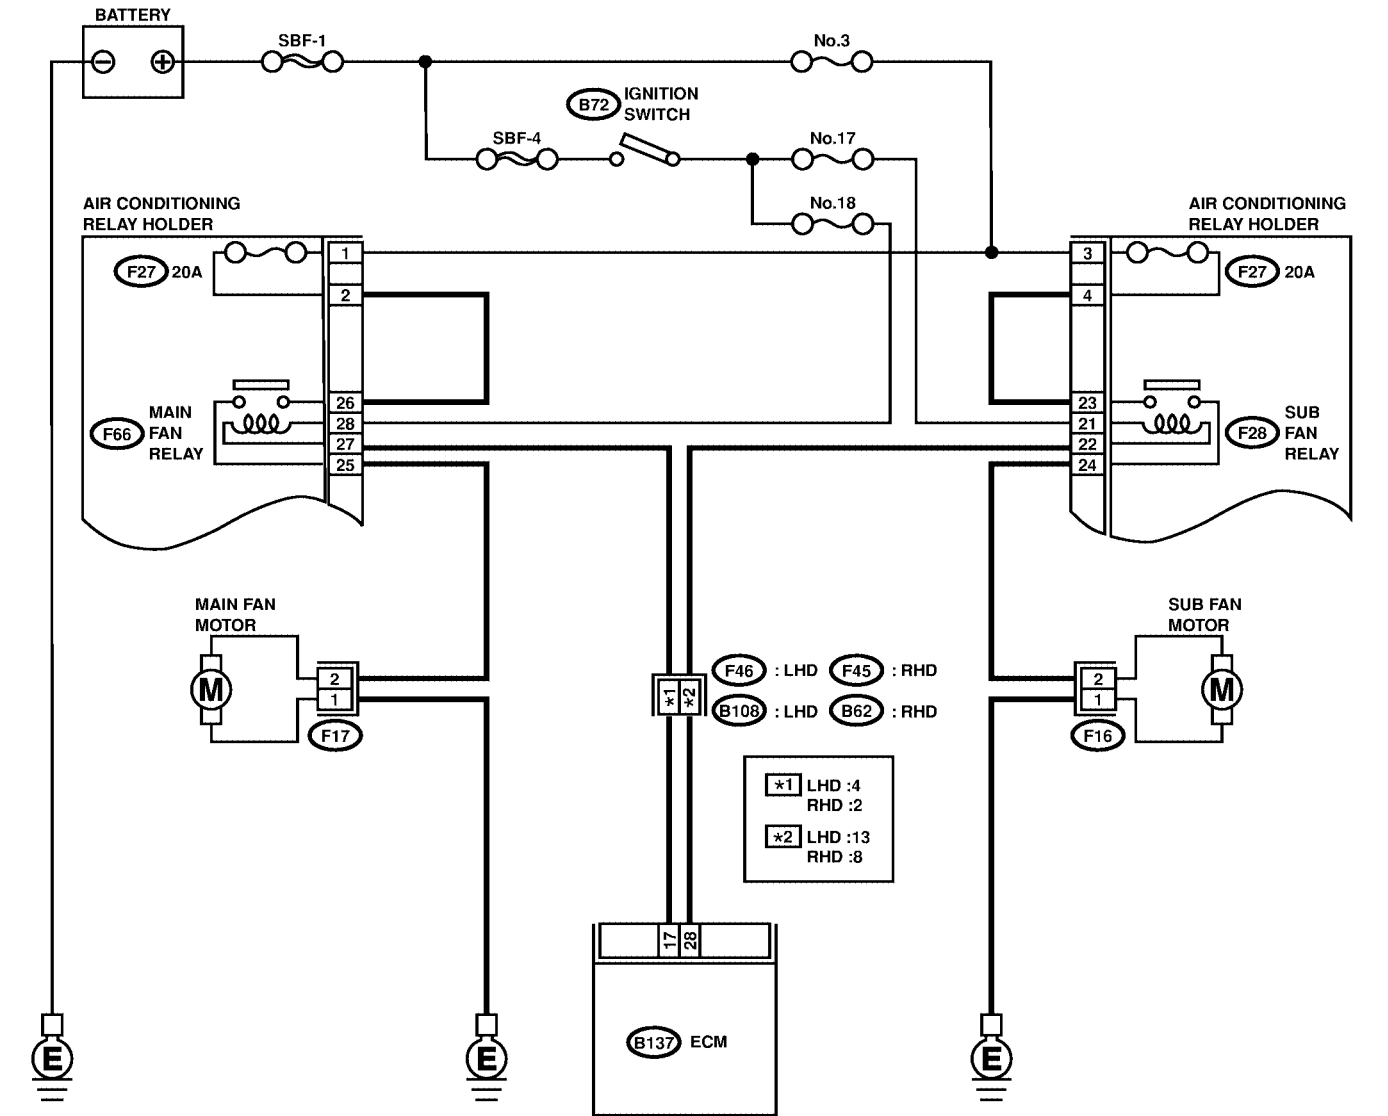 BATTERY
SBF-1
No.3
B72
IGNITION
SWITCH
SBF-4
No.17
No.18
AIR CONDITIONING
RELAY HOLDER
F27
20A
1
2
26
28
27
25
F66
MAIN
FAN
RELAY
AIR CONDITIONING
RELAY HOLDER
3
4
23
21
22
24
F27
20A
F28
SUB
FAN
RELAY
MAIN FAN
MOTOR
M
2
1
F17
*1
*2
F46 : LHD
F45 : RHD
B108 : LHD
B62 : RHD
SUB FAN
MOTOR
2
1
M
F16
*1 LHD :4
RHD :2
*2 LHD :13
RHD :8
17
28
B137 ECM
E
E
E